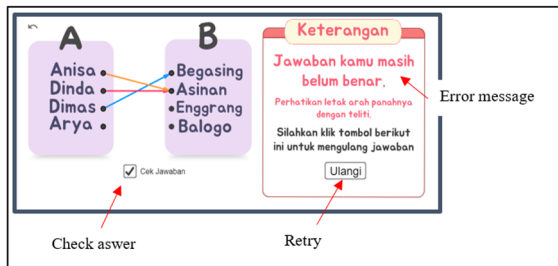 A
B
Anisa
Dinda
Dimas
Arya
Begasing
Asinan
Enggrang
Balogo
Cek Jawaban
Keterangan
Jawaban kamu masih
belum benar.
Perhatikan letak arah panahnya
dengan teliti.
Silahkan klik tombol berikut
ini untuk mengulang jawaban
Ulangi
Error message
Check aswer
Retry